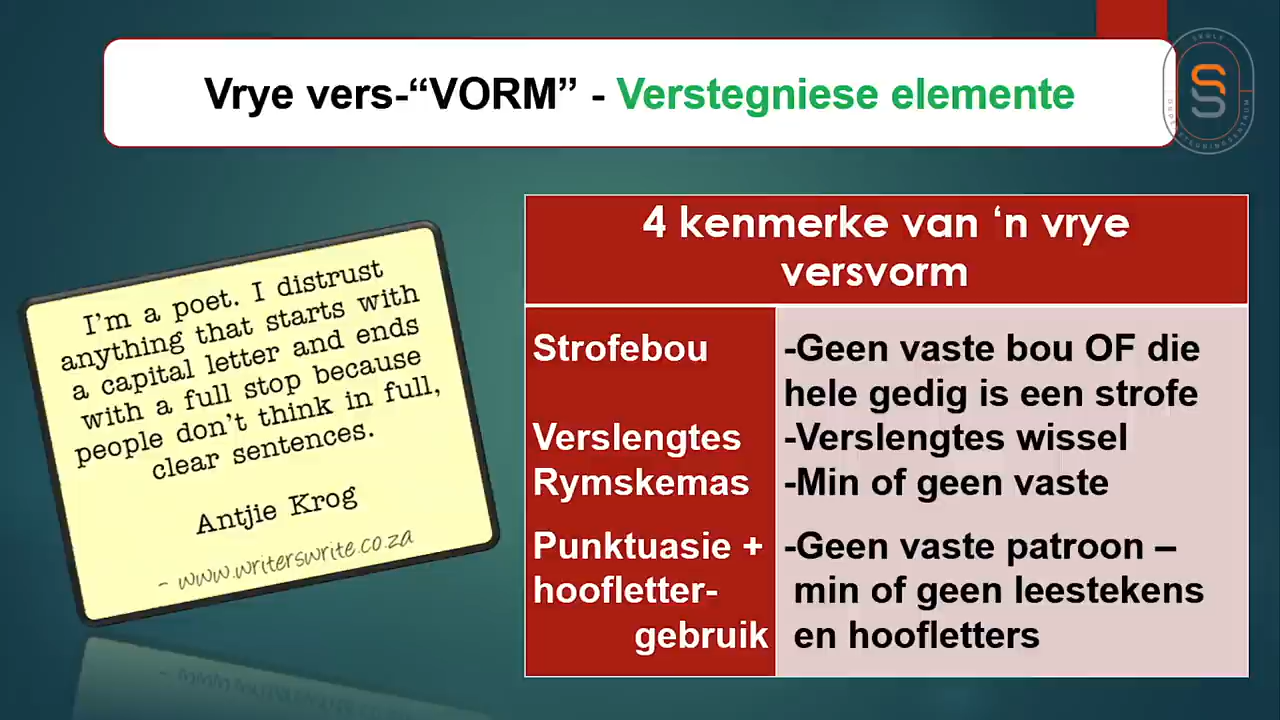 Vrye vers-“VORM” - Verstegniese elemente
I’m a poet. I distrust
anything that starts with
a capital letter and ends
with a full stop because
people don’t think in full,
clear sentences.
Antjie Krog
- www.writerswrite.co.za
4 kenmerke van ‘n vrye
versvorm
Strofebou
-Geen vaste bou OF die
hele gedig is een strofe
Verslengtes
-Verslengtes wissel
Rymskemas
-Min of geen vaste
Punktuasie +
hoofletter-
gebruik
-Geen vaste patroon –
min of geen leestekens
en hoofletters